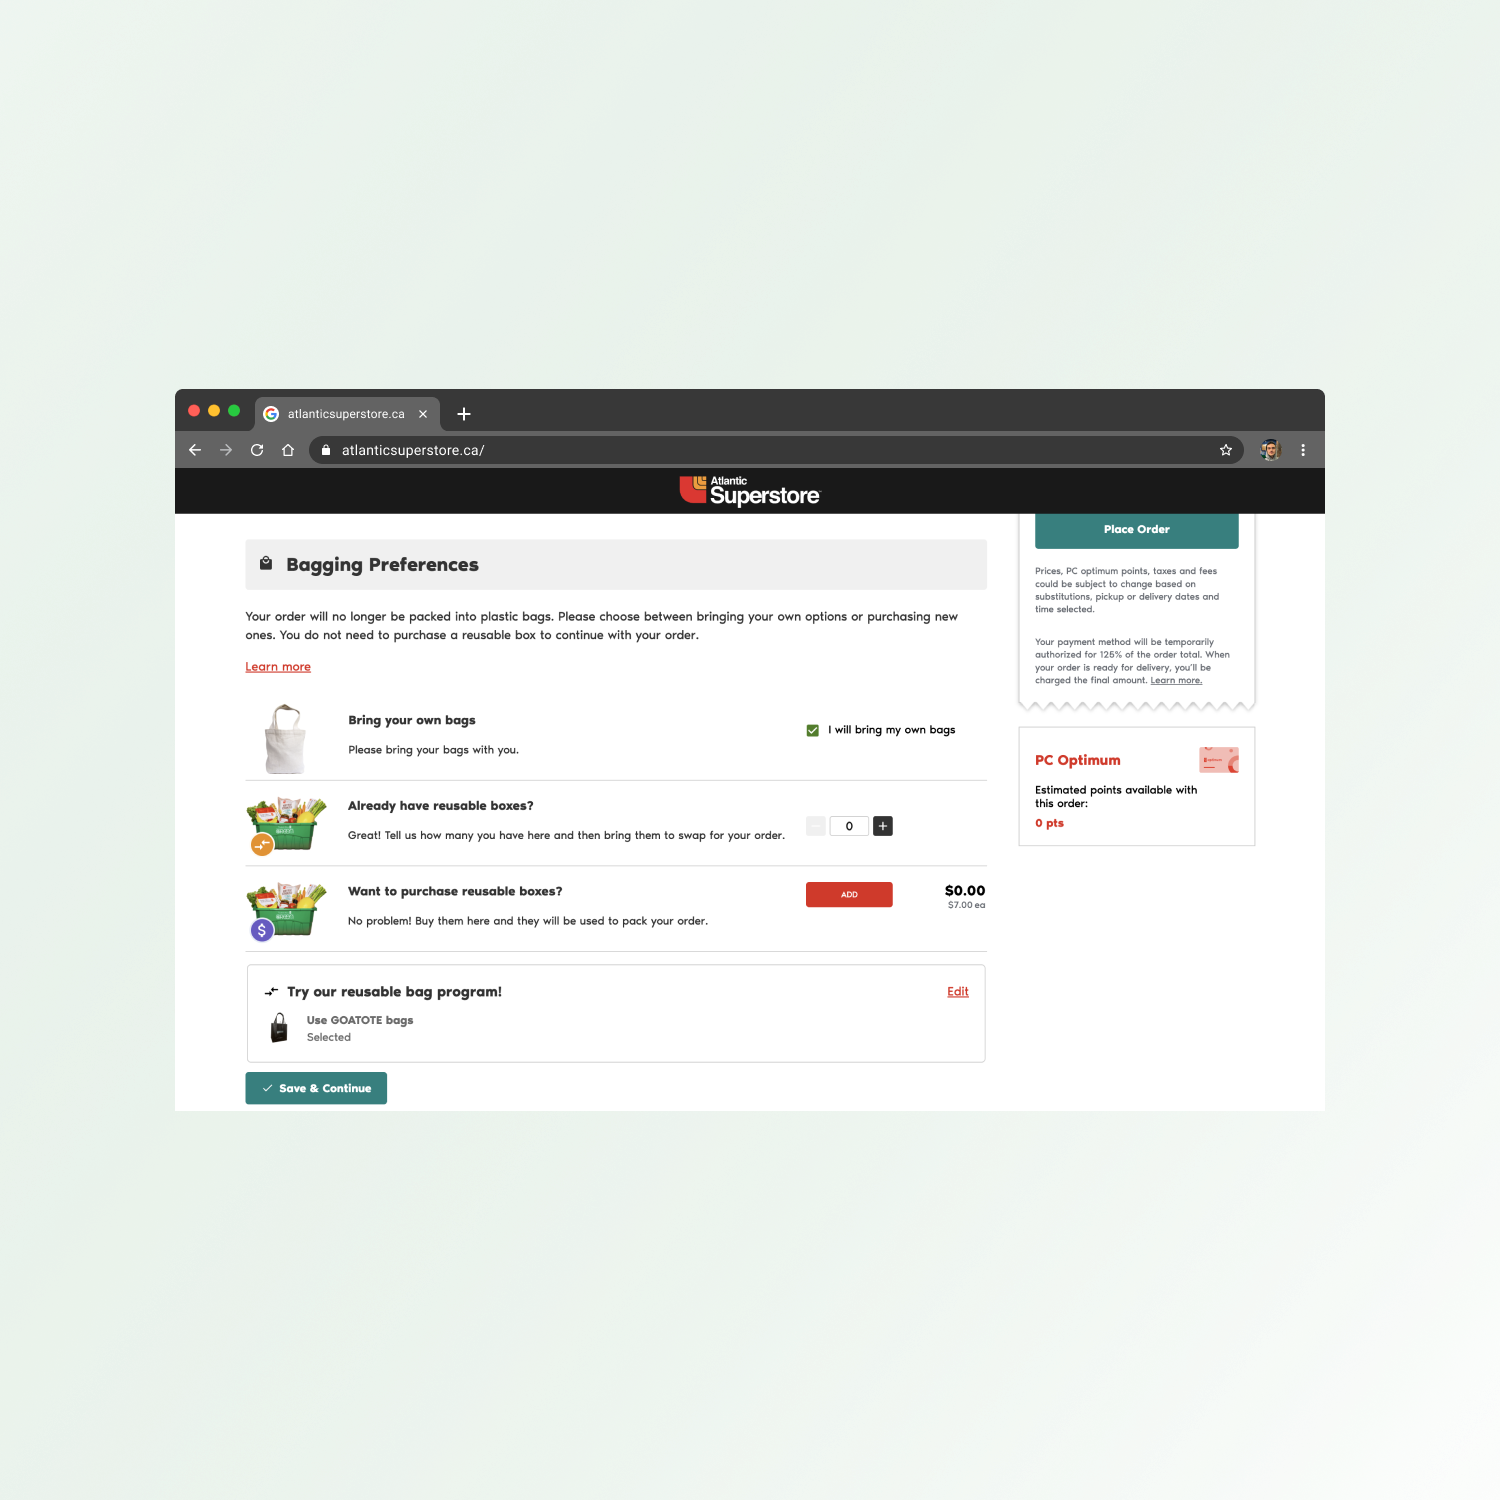 atlanticsuperstore.ca
atlanticsuperstore.ca/
Atlantic
Superstore
Bagging Preferences
Your order will no longer be packed into plastic bags. Please choose between bringing your own options or purchasing new
ones. You do not need to purchase a reusable box to continue with your order.
Learn more
Bring your own bags
Please bring your bags with you.
I will bring my own bags
Already have reusable boxes?
Great! Tell us how many you have here and then bring them to swap for your order.
0
Want to purchase reusable boxes?
No problem! Buy them here and they will be used to pack your order.
ADD
$0.00
$7.00 ea
Try our reusable bag program!
Edit
Use GOATOTE bags
Selected
Save & Continue
Place Order
Prices, PC optimum points, taxes and fees
could be subject to change based on
substitutions, pickup or delivery dates and
time selected.
Your payment method will be temporarily
authorized for 125% of the order total. When
your order is ready for delivery, you'll be
charged the final amount. Learn more.
PC Optimum
Estimated points available with
this order:
0 pts